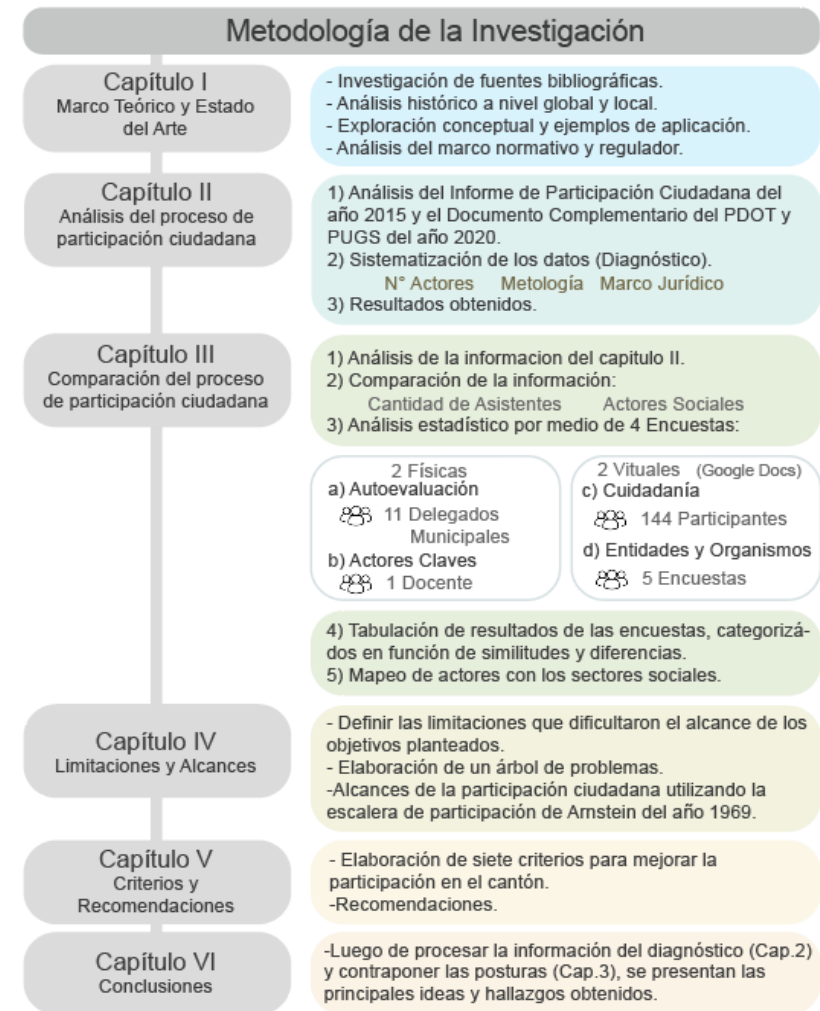 Metodología de la Investigación
Capítulo I
Marco Teórico y Estado
del Arte
- Investigación de fuentes bibliográficas.
- Análisis histórico a nivel global y local.
- Exploración conceptual y ejemplos de aplicación.
- Análisis del marco normativo y regulador.
Capítulo II
Análisis del proceso de
participación ciudadana
1) Análisis del Informe de Participación Ciudadana del
año 2015 y el Documento Complementario del PDOT y
PUGS del año 2020.
2) Sistematización de los datos (Diagnóstico).
N° Actores Metología Marco Jurídico
3) Resultados obtenidos.
Capítulo III
Comparación del proceso
de participación ciudadana
1) Análisis de la informacion del capitulo II.
2) Comparación de la información:
Cantidad de Asistentes Actores Sociales
3) Análisis estadístico por medio de 4 Encuestas:
2 Físicas
a) Autoevaluación
11 Delegados
Municipales
b) Actores Claves
1 Docente
2 Vituales (Google Docs)
c) Cuidadanía
144 Participantes
d) Entidades y Organismos
5 Encuestas
4) Tabulación de resultados de las encuestas, categorizá-
dos en función de similitudes y diferencias.
5) Mapeo de actores con los sectores sociales.
Capítulo IV
Limitaciones y Alcances
- Definir las limitaciones que dificultaron el alcance de los
objetivos planteados.
- Elaboración de un árbol de problemas.
-Alcances de la participación ciudadana utilizando la
escalera de participación de Arnstein del año 1969.
Capítulo V
Criterios y
Recomendaciones
- Elaboración de siete criterios para mejorar la
participación en el cantón.
-Recomendaciones.
Capítulo VI
Conclusiones
-Luego de procesar la información del diagnóstico (Cap.2)
y contraponer las posturas (Cap.3), se presentan las
principales ideas y hallazgos obtenidos.